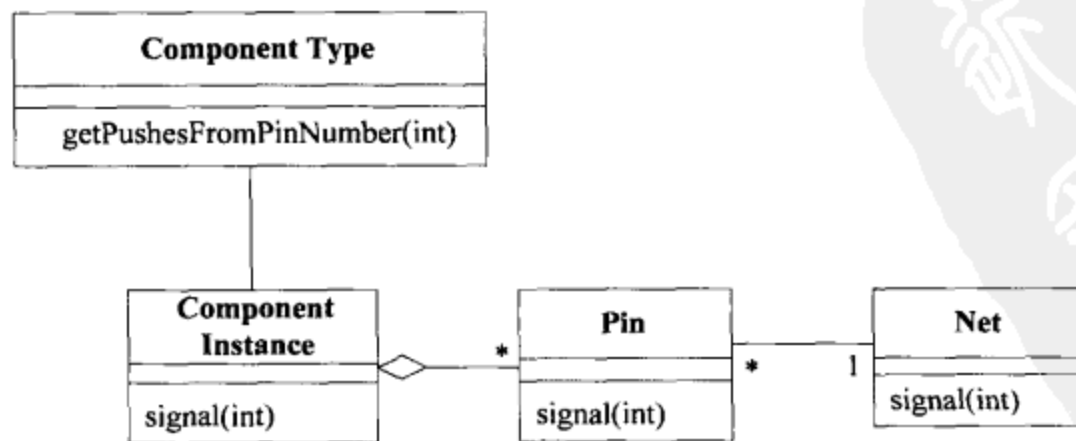 Component Type
getPushesFromPinNumber(int)
Component
Instance
signal(int)
*
Pin
signal(int)
*
1
Net
signal(int)